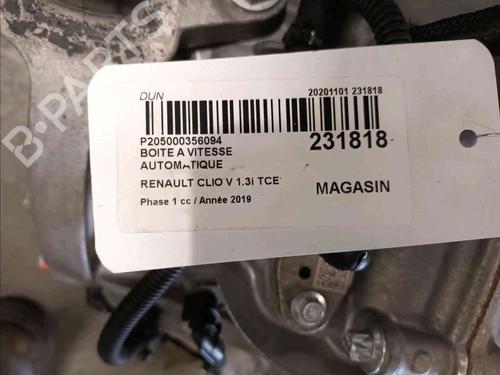 DUN
20201101 231818
P205000356094
231818
BOITE A VITESSE
AUTOMATIQUE
RENAULT CLIO V 1.3i TCE
MAGASIN
Phase 1 cc / Année 2019
B-PARTS